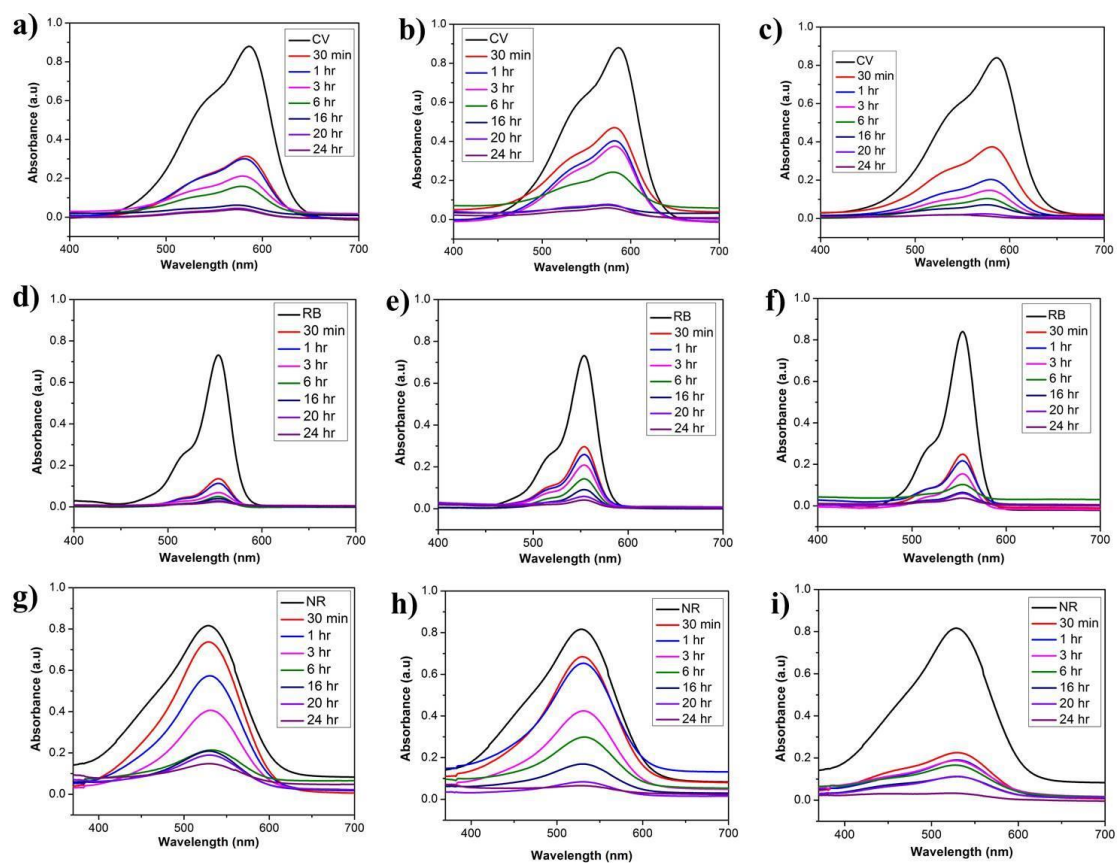 a)
1.0
0.8
0.6
0.4
0.2
0.0
Absorbance (a.u)
400 500 600 700
Wavelength (nm)
CV
30 min
1 hr
3 hr
6 hr
16 hr
20 hr
24 hr
b)
1.0
0.8
0.6
0.4
0.2
0.0
Absorbance (a.u)
400 500 600 700
Wavelength (nm)
CV
30 min
1 hr
3 hr
6 hr
16 hr
20 hr
24 hr
c)
1.0
0.8
0.6
0.4
0.2
0.0
Absorbance (a.u)
400 500 600 700
Wavelength (nm)
CV
30 min
1 hr
3 hr
6 hr
16 hr
20 hr
24 hr
d)
1.0
0.8
0.6
0.4
0.2
0.0
Absorbance (a.u)
400 500 600 700
Wavelength (nm)
RB
30 min
1 hr
3 hr
6 hr
16 hr
20 hr
24 hr
e)
1.0
0.8
0.6
0.4
0.2
0.0
Absorbance (a.u)
400 500 600 700
Wavelength (nm)
RB
30 min
1 hr
3 hr
6 hr
16 hr
20 hr
24 hr
f)
1.0
0.8
0.6
0.4
0.2
0.0
Absorbance (a.u)
400 500 600 700
Wavelength (nm)
RB
30 min
1 hr
3 hr
6 hr
16 hr
20 hr
24 hr
g)
1.0
0.8
0.6
0.4
0.2
0.0
Absorbance (a.u)
400 500 600 700
Wavelength (nm)
NR
30 min
1 hr
3 hr
6 hr
16 hr
20 hr
24 hr
h)
1.0
0.8
0.6
0.4
0.2
0.0
Absorbance (a.u)
400 500 600 700
Wavelength (nm)
NR
30 min
1 hr
3 hr
6 hr
16 hr
20 hr
24 hr
i)
1.0
0.8
0.6
0.4
0.2
0.0
Absorbance (a.u)
400 500 600 700
Wavelength (nm)
NR
30 min
1 hr
3 hr
6 hr
16 hr
20 hr
24 hr